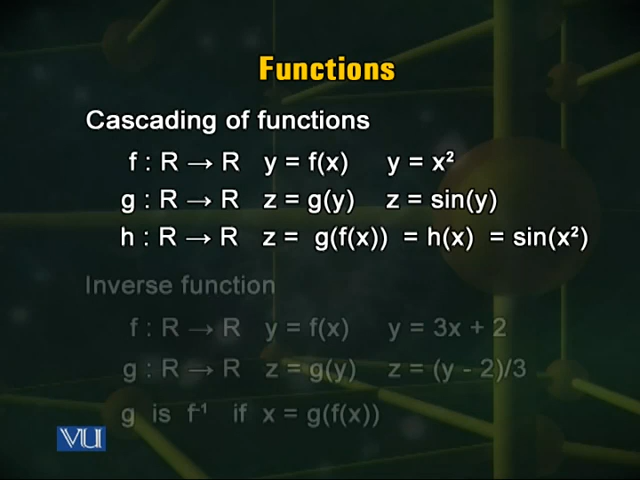 Functions
Cascading of functions
f : R → R y = f(x) y = x²
g : R → R z = g(y) z = sin(y)
h : R → R z = g(f(x)) = h(x) = sin(x²)
Inverse function
f : R → R y = f(x) y = 3x + 2
g : R → R z = g(y) z = (y - 2)/3
g is f⁻¹ if x = g(f(x))
VU